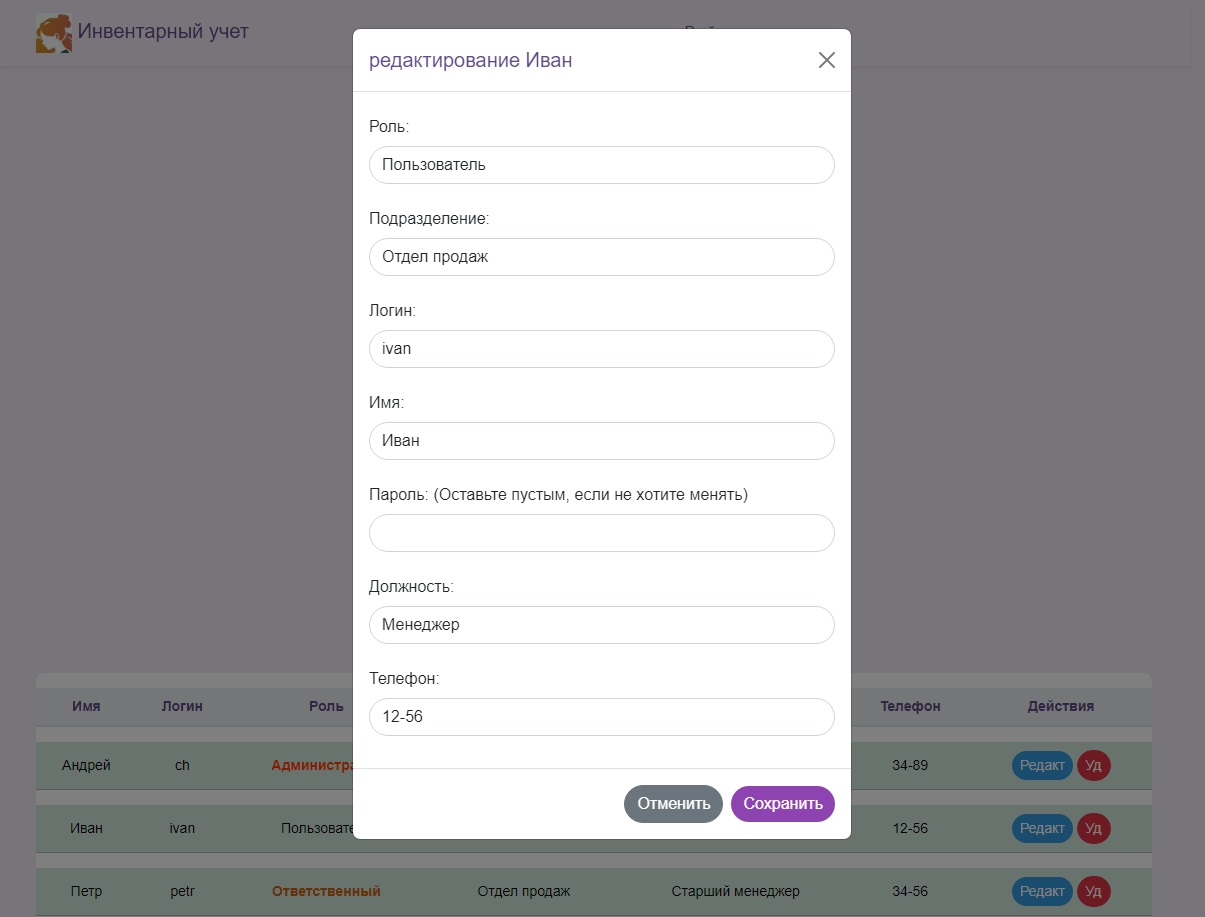 Инвентарный учет
редактирование Иван
Роль:
Пользователь
Подразделение:
Отдел продаж
Логин:
ivan
Имя:
Иван
Пароль: (Оставьте пустым, если не хотите менять)
Должность:
Менеджер
Телефон:
12-56
Отменить Сохранить
Имя Логин Роль Телефон Действия
Андрей ch 34-89 Редакт Уд
Иван ivan 12-56 Редакт Уд
Петр petr Ответственный Отдел продаж Старший менеджер 34-56 Редакт Уд